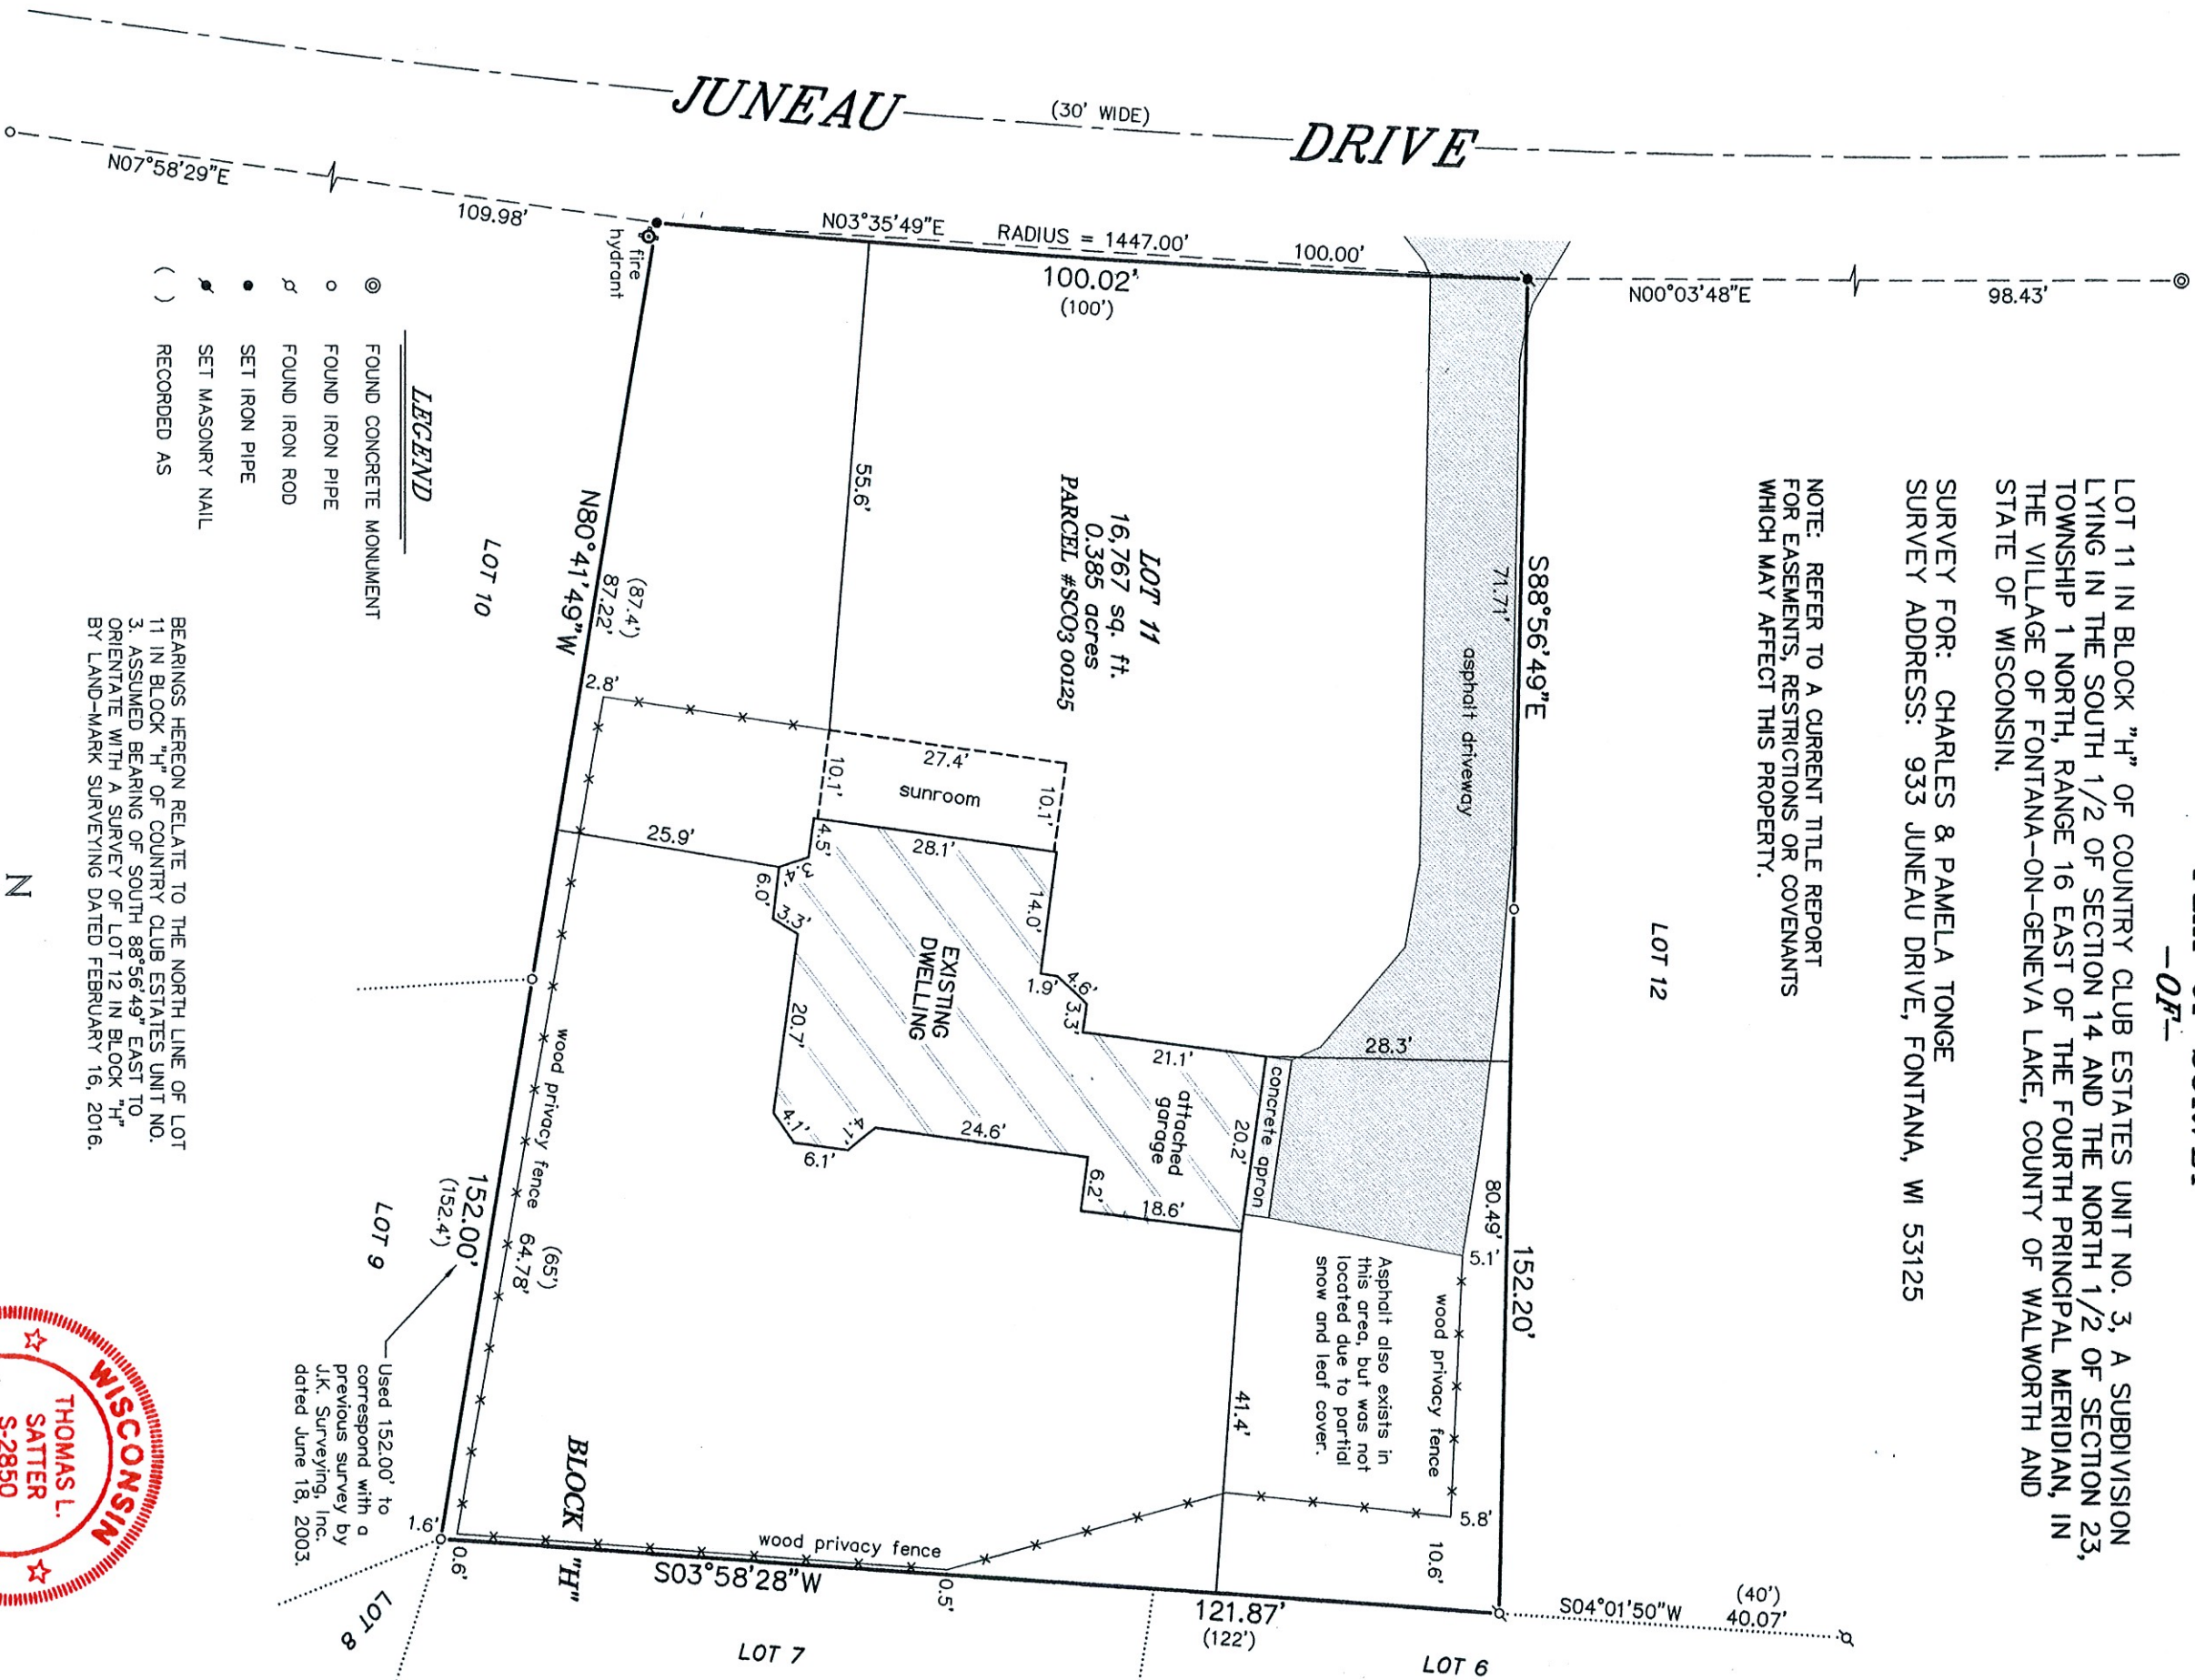 -OF-
LOT 11 IN BLOCK "H" OF COUNTRY CLUB ESTATES UNIT NO. 3, A SUBDIVISION
LYING IN THE SOUTH 1/2 OF SECTION 14 AND THE NORTH 1/2 OF SECTION 23,
TOWNSHIP 1 NORTH, RANGE 16 EAST OF THE FOURTH PRINCIPAL MERIDIAN, IN
THE VILLAGE OF FONTANA-ON-GENEVA LAKE, COUNTY OF WALWORTH AND
STATE OF WISCONSIN.
SURVEY FOR: CHARLES & PAMELA TONGE
SURVEY ADDRESS: 933 JUNEAU DRIVE, FONTANA, WI 53125
NOTE: REFER TO A CURRENT TITLE REPORT
FOR EASEMENTS, RESTRICTIONS OR COVENANTS
WHICH MAY AFFECT THIS PROPERTY.
JUNEAU
(30' WIDE)
DRIVE
N07°58'29"E
109.98'
fire
hydrant
N03°35'49"E
RADIUS = 1447.00'
100.00'
100.02'
(100')
N00°03'48"E
98.43'
LOT 12
S88°56'49"E
71.71'
asphalt driveway
80.49'
152.20'
5.1'
wood privacy fence
5.8'
10.6'
(40')
S04°01'50"W 40.07'
LOT 11
16,767 sq. ft.
0.385 acres
PARCEL #SCO3 00125
55.6'
28.3'
concrete apron
20.2'
attached
garage
21.1'
18.6'
6.2'
24.6'
4.1'
6.1'
4.1'
20.7'
3.3'
6.0'
3.4'
4.5'
28.1'
14.0'
1.9'
4.6'
3.3'
EXISTING
DWELLING
10.1'
27.4'
sunroom
10.1'
25.9'
2.8'
Asphalt also exists in
this area, but was not
located due to partial
snow and leaf cover.
41.4'
N80°41'49"W
(87.4')
87.22'
wood privacy fence
(65')
64.78'
152.00'
(152.4')
Used 152.00' to
correspond with a
previous survey by
J.K. Surveying, Inc.
dated June 18, 2003.
1.6'
0.6'
BLOCK "H"
wood privacy fence
S03°58'28"W
0.5'
121.87'
(122')
LOT 10
LOT 9
LOT 8
LOT 7
LOT 6
LEGEND
FOUND CONCRETE MONUMENT
FOUND IRON PIPE
FOUND IRON ROD
SET IRON PIPE
SET MASONRY NAIL
( ) RECORDED AS
BEARINGS HEREON RELATE TO THE NORTH LINE OF LOT
11 IN BLOCK "H" OF COUNTRY CLUB ESTATES UNIT NO.
3. ASSUMED BEARING OF SOUTH 88°56'49" EAST TO
ORIENTATE WITH A SURVEY OF LOT 12 IN BLOCK "H"
BY LAND-MARK SURVEYING DATED FEBRUARY 16, 2016.
N
WISCONSIN
THOMAS L.
SATTER
S-2850